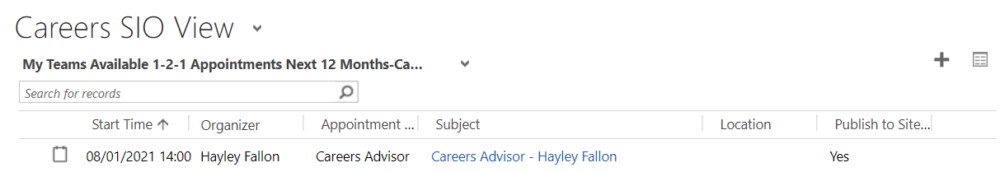 Careers SIO View
My Teams Available 1-2-1 Appointments Next 12 Months-Ca...
Search for records
Start Time Organizer Appointment ... Subject Location Publish to Site...
08/01/2021 14:00 Hayley Fallon Careers Advisor Careers Advisor - Hayley Fallon Yes